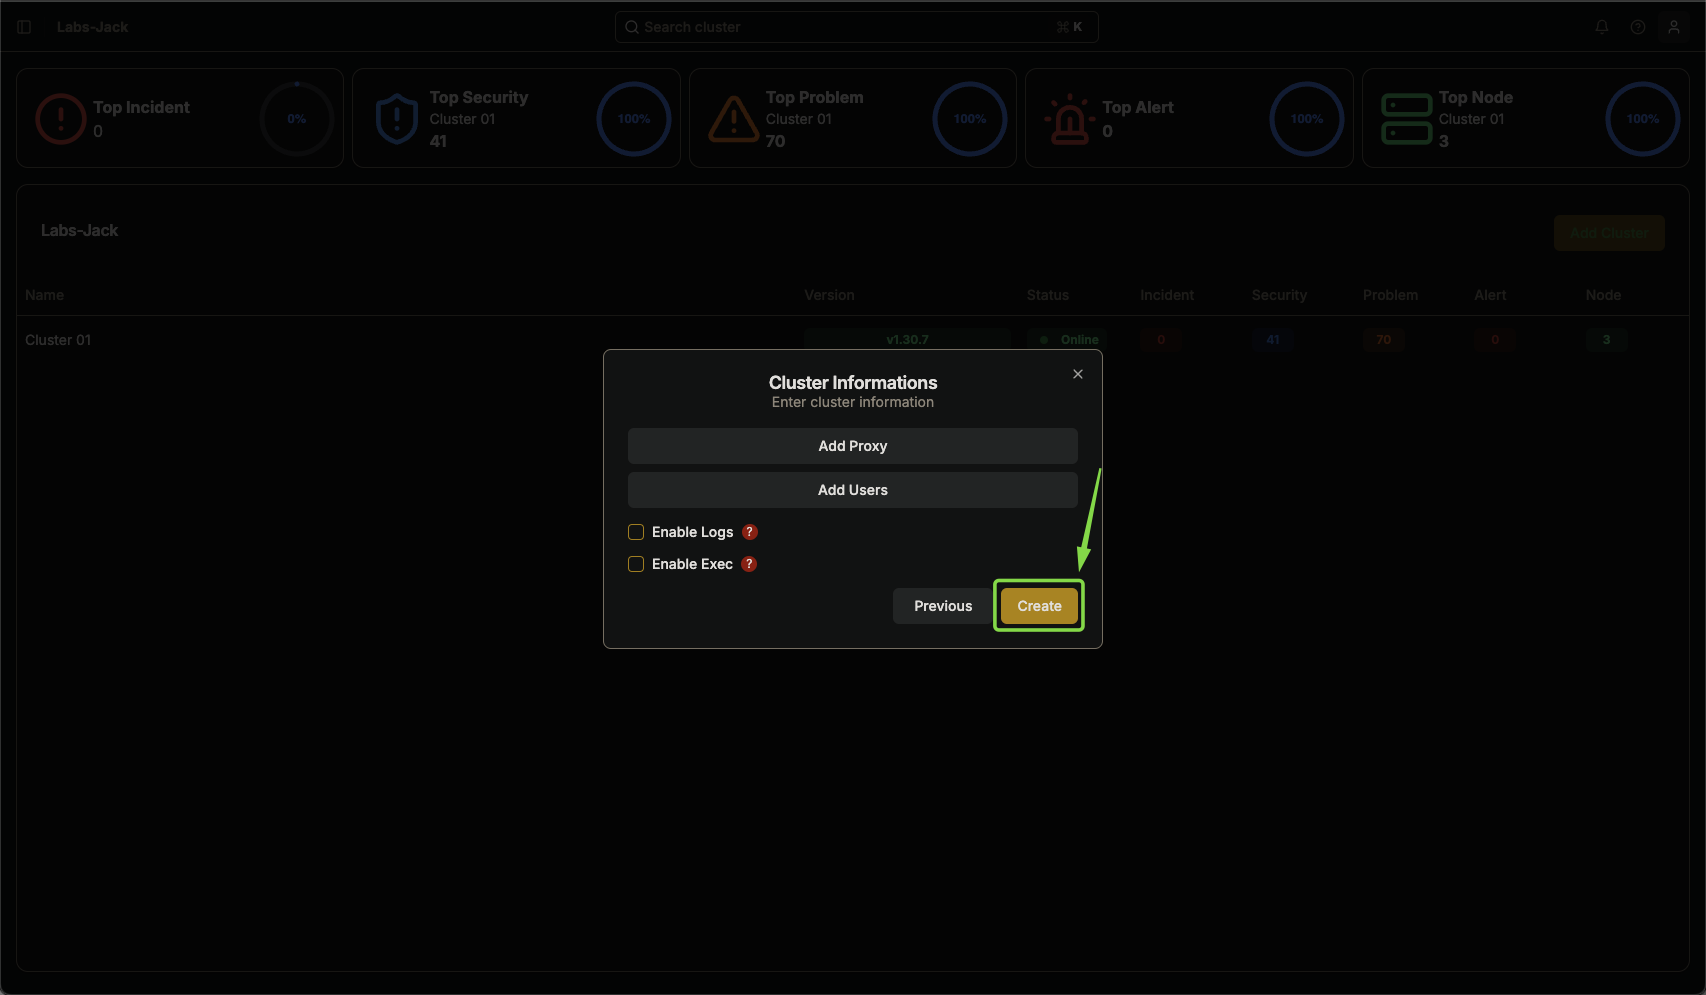 Labs-Jack
Search cluster
⌘ K
Top Incident
0
0%
Top Security
Cluster 01
41
100%
Top Problem
Cluster 01
70
100%
Top Alert
0
100%
Top Node
Cluster 01
3
100%
Labs-Jack
Add Cluster
Name Version Status Incident Security Problem Alert Node
Cluster 01 v1.30.7 Online 0 41 70 0 3
Cluster Informations
Enter cluster information
Add Proxy
Add Users
Enable Logs ?
Enable Exec ?
Previous Create